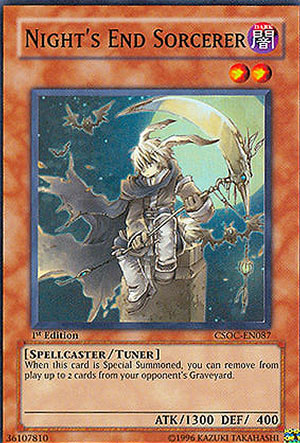 NIGHT'S END SORCERER
DARK
闇
1st Edition
CSOC-EN087
[SPELLCASTER/TUNER]
When this card is Special Summoned, you can remove from
play up to 2 cards from your opponent's Graveyard.
ATK/1300 DEF/ 400
36107810
©1996 KAZUKI TAKAHASHI